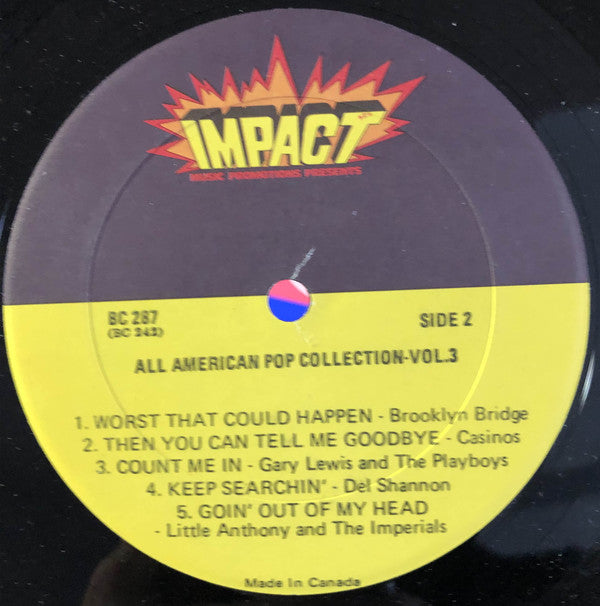 IMPACT
MUSIC PROMOTIONS PRESENTS
BC 287 SIDE 2
(BC 242)
ALL AMERICAN POP COLLECTION-VOL.3
1. WORST THAT COULD HAPPEN - Brooklyn Bridge
2. THEN YOU CAN TELL ME GOODBYE - Casinos
3. COUNT ME IN - Gary Lewis and The Playboys
4. KEEP SEARCHIN' - Del Shannon
5. GOIN' OUT OF MY HEAD
- Little Anthony and The Imperials
Made In Canada